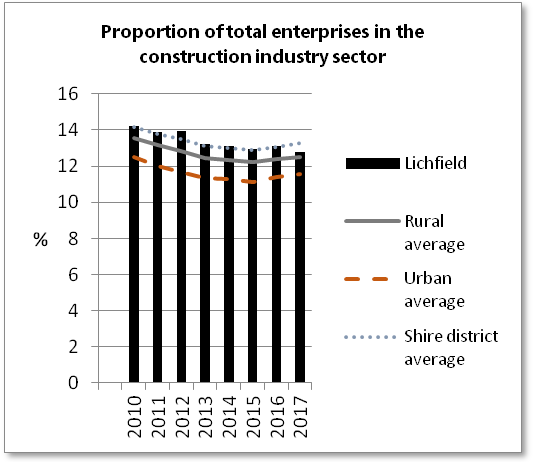 Proportion of total enterprises in the
construction industry sector
16
14
12
10
8
6
4
2
0
%
2010
2011
2012
2013
2014
2015
2016
2017
Lichfield
Rural
average
Urban
average
Shire district
average